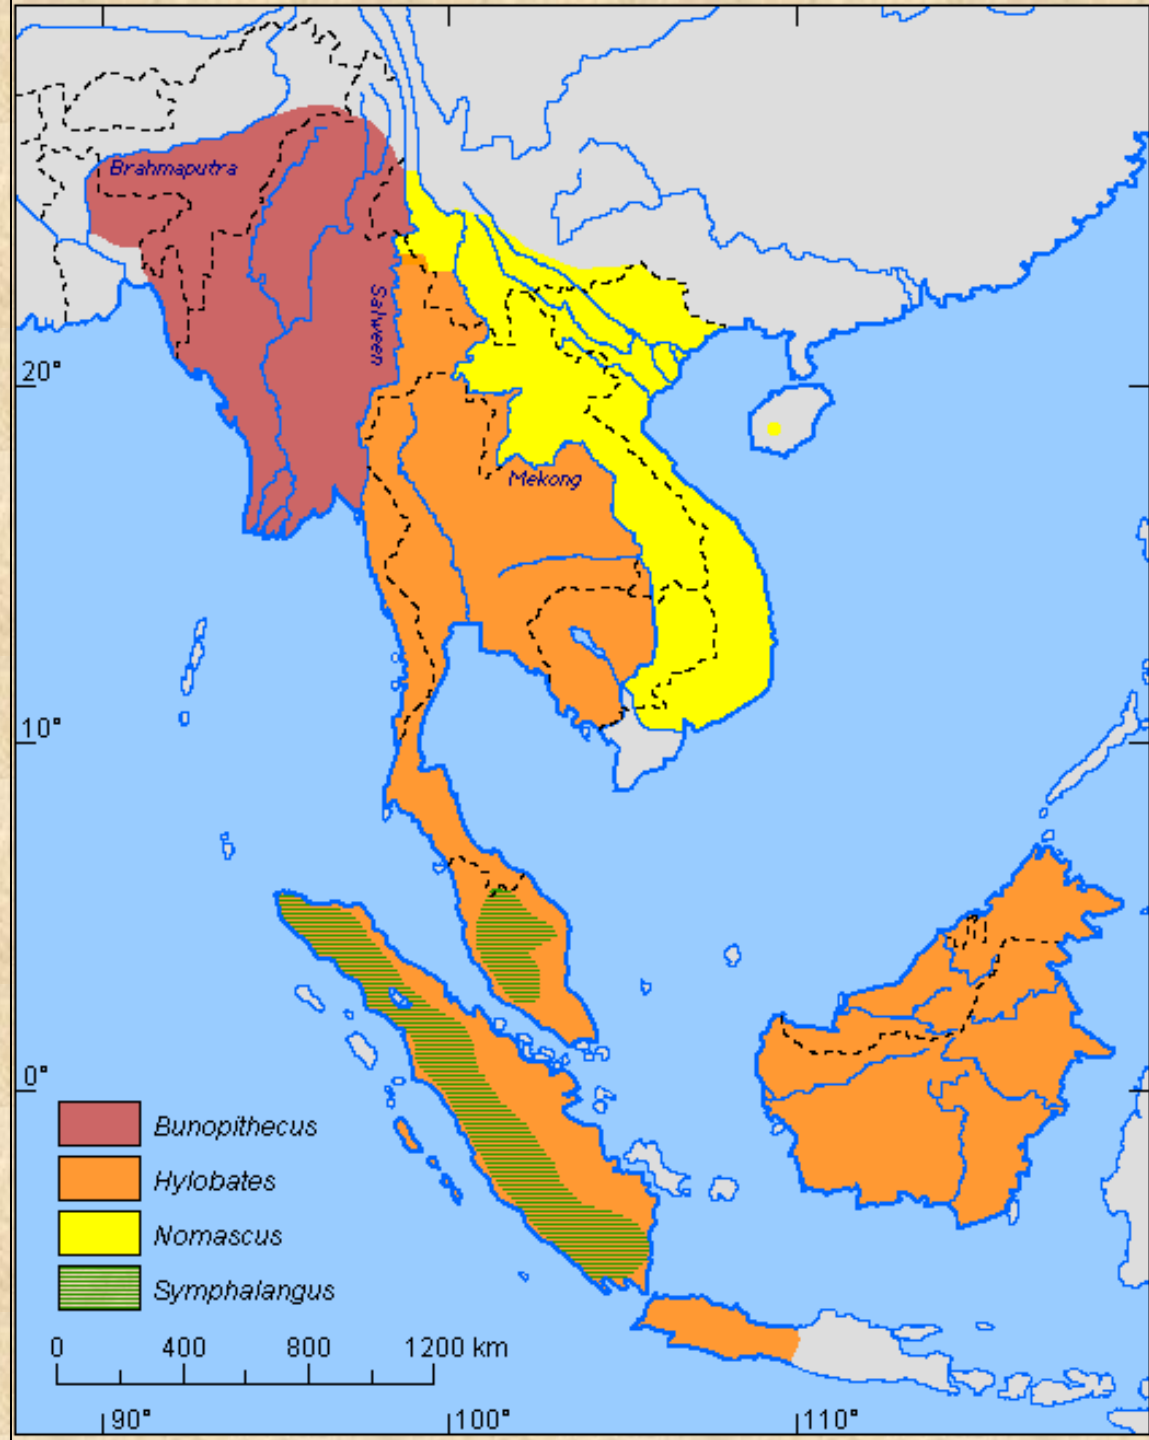 Brahmaputra
Salween
20°
Mekong
10°
0°
Bunopithecus
Hylobates
Nomascus
Symphalangus
0 400 800 1200 km
90° 100° 110°